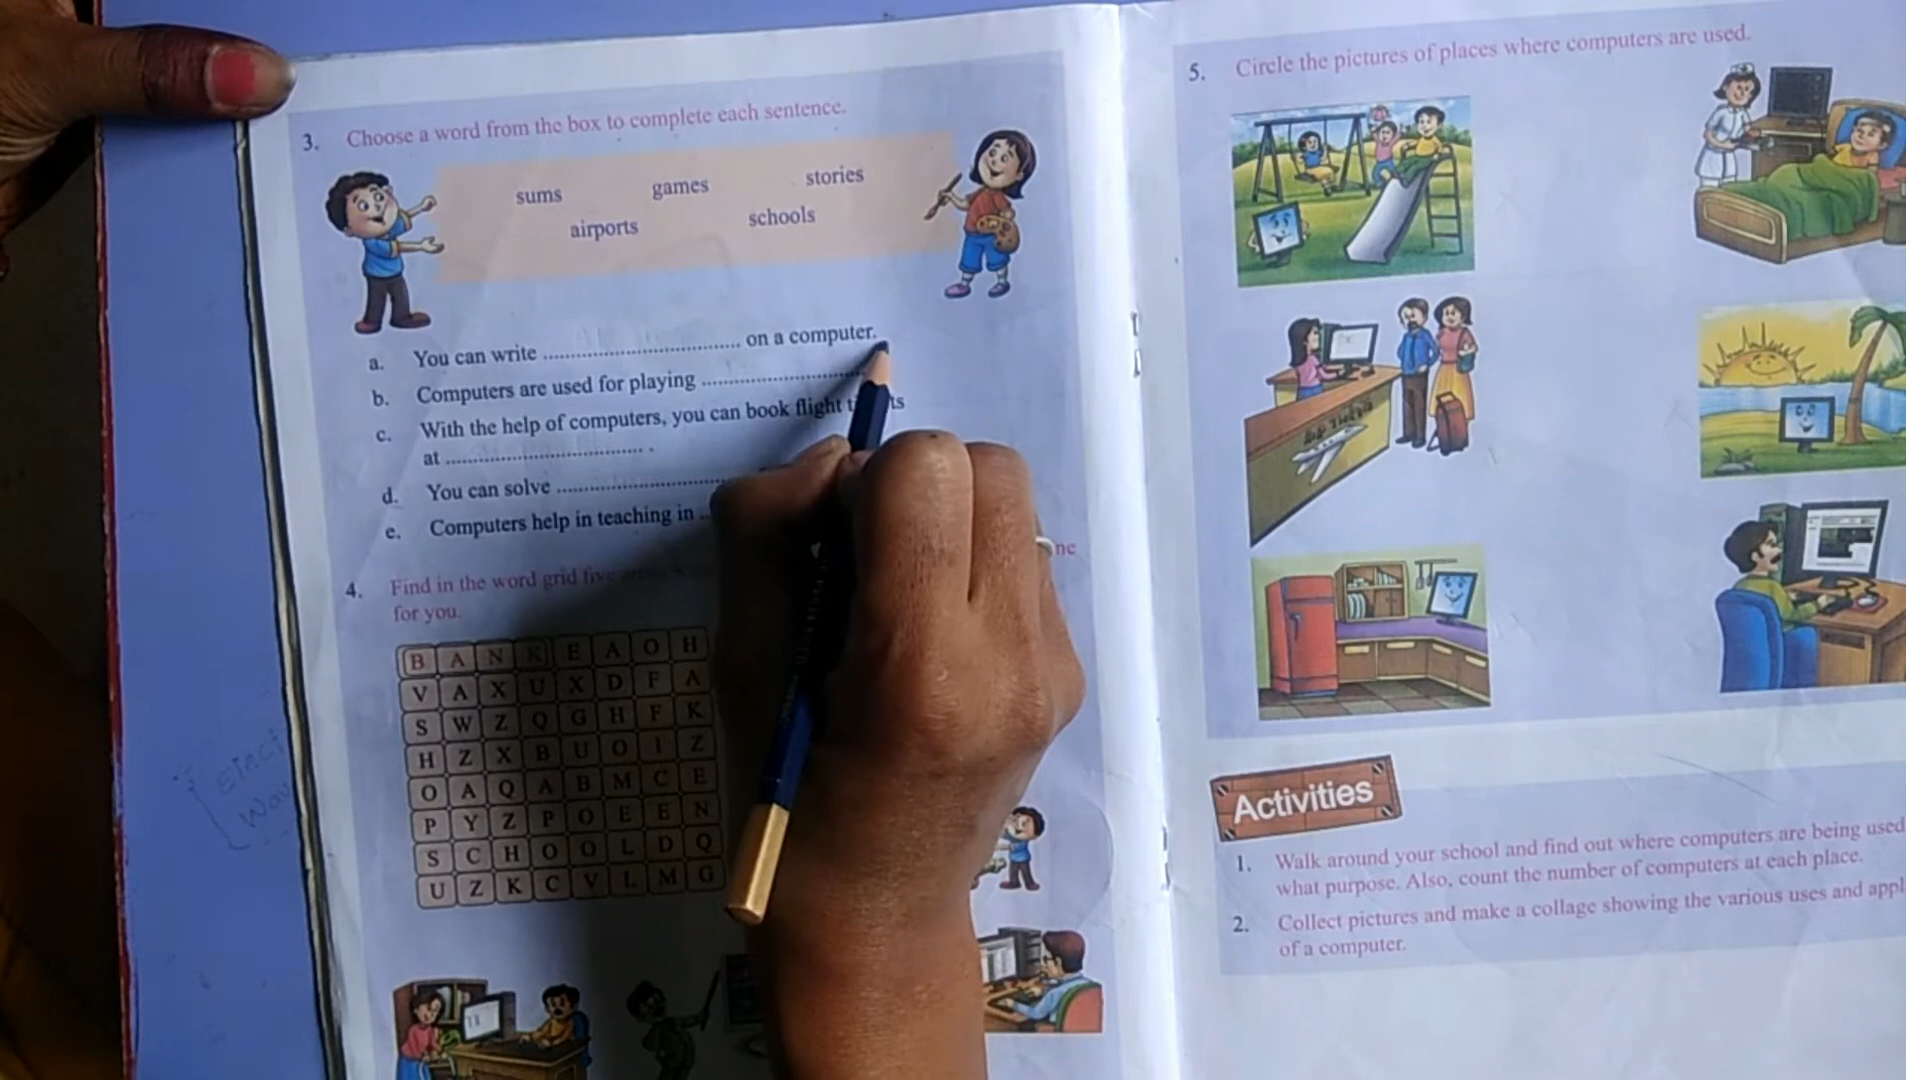 3. Choose a word from the box to complete each sentence.
sums games stories
airports schools
a. You can write .................... on a computer.
b. Computers are used for playing ....................
c. With the help of computers, you can book flight
at .................... .
d. You can solve ....................
e. Computers help in teaching in ..
4. Find in the word grid five
for you.
B A N K E A O H
V A X U X D F A
S W Z Q G H F K
H Z X B U O I Z
O A Q A B M C E
P Y Z P O E E N
S C H O O L D Q
U Z K C V L M G
5. Circle the pictures of places where computers are used.
Activities
1. Walk around your school and find out where computers are being used
what purpose. Also, count the number of computers at each place.
2. Collect pictures and make a collage showing the various uses and appl
of a computer.